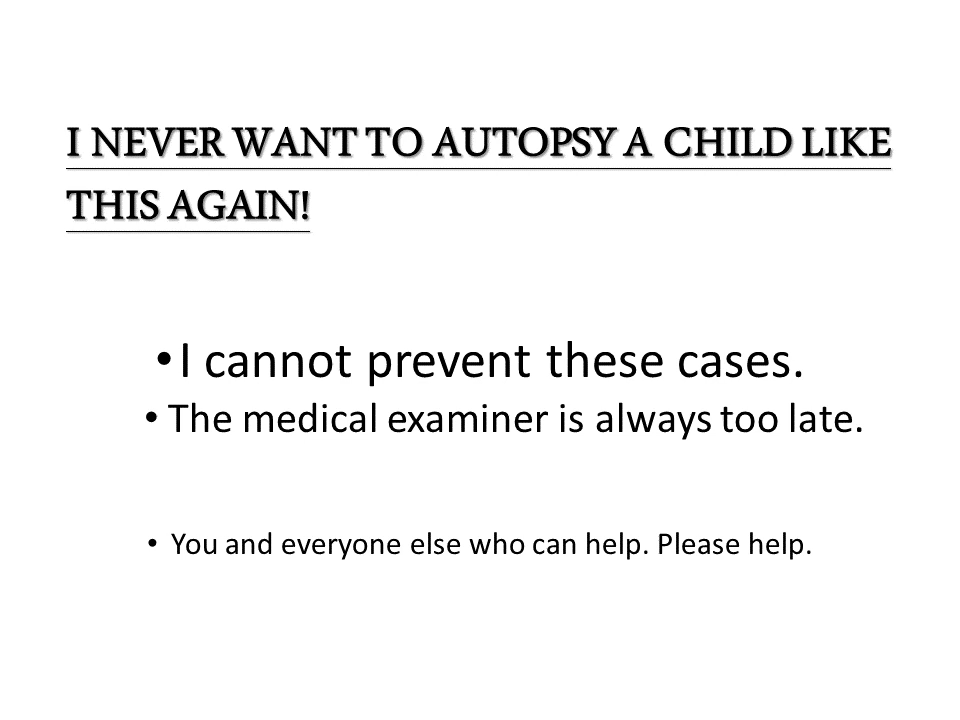 I NEVER WANT TO AUTOPSY A CHILD LIKE
THIS AGAIN!
• I cannot prevent these cases.
• The medical examiner is always too late.
• You and everyone else who can help. Please help.